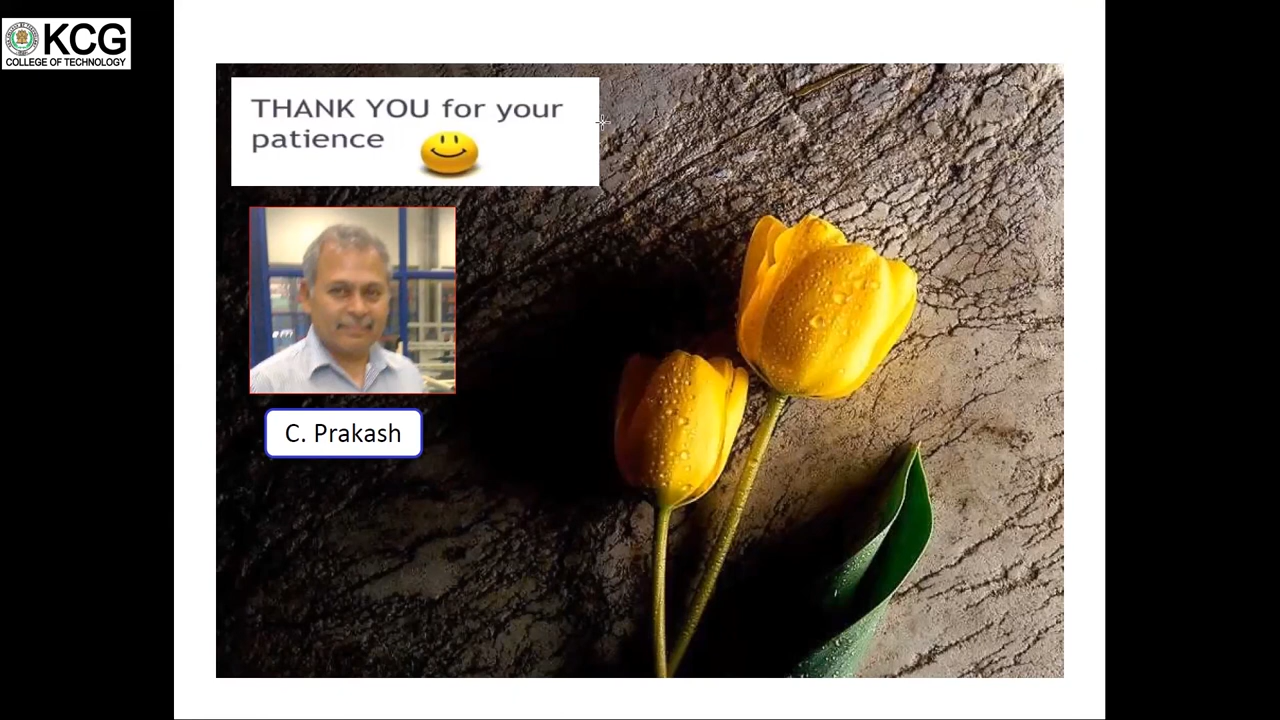 KCG
COLLEGE OF TECHNOLOGY
THANK YOU for your
patience
C. Prakash